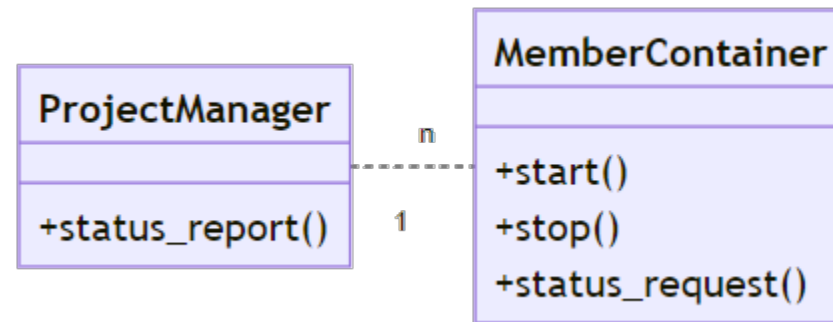 ProjectManager
+status_report()
n
1
MemberContainer
+start()
+stop()
+status_request()